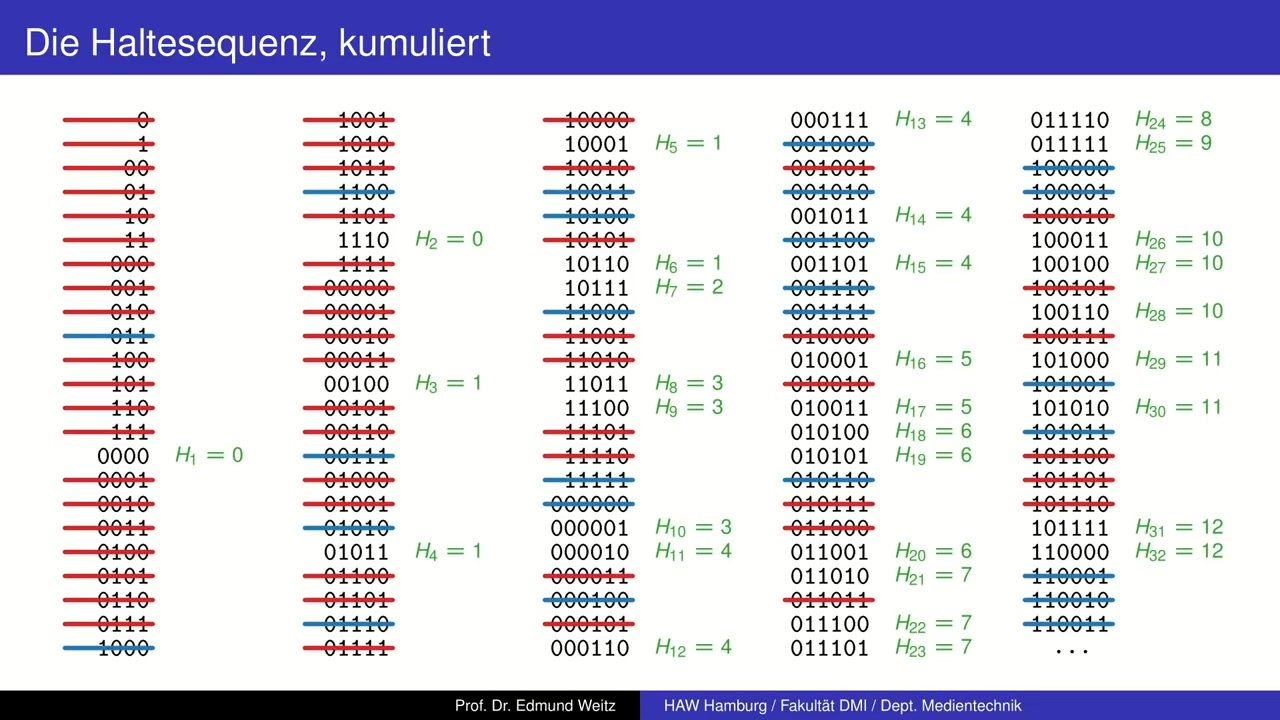 Die Haltesequenz, kumuliert
0
1
00
01
10
11
000
001
010
011
100
101
110
111
0000 H1 = 0
0001
0010
0011
0100
0101
0110
0111
1000
1001
1010
1011
1100
1101
1110 H2 = 0
1111
00000
00001
00010
00011
00100 H3 = 1
00101
00110
00111
01000
01001
01010
01011 H4 = 1
01100
01101
01110
01111
10000
10001 H5 = 1
10010
10011
10100
10101
10110 H6 = 1
10111 H7 = 2
11000
11001
11010
11011 H8 = 3
11100 H9 = 3
11101
11110
11111
000000
000001 H10 = 3
000010 H11 = 4
000011
000100
000101
000110 H12 = 4
000111 H13 = 4
001000
001001
001010
001011 H14 = 4
001100
001101 H15 = 4
001110
001111
010000
010001 H16 = 5
010010
010011 H17 = 5
010100 H18 = 6
010101 H19 = 6
010110
010111
011000
011001 H20 = 6
011010 H21 = 7
011011
011100 H22 = 7
011101 H23 = 7
011110 H24 = 8
011111 H25 = 9
100000
100001
100010
100011 H26 = 10
100100 H27 = 10
100101
100110 H28 = 10
100111
101000 H29 = 11
101001
101010 H30 = 11
101011
101100
101101
101110
101111 H31 = 12
110000 H32 = 12
110001
110010
110011
...
Prof. Dr. Edmund Weitz
HAW Hamburg / Fakultät DMI / Dept. Medientechnik